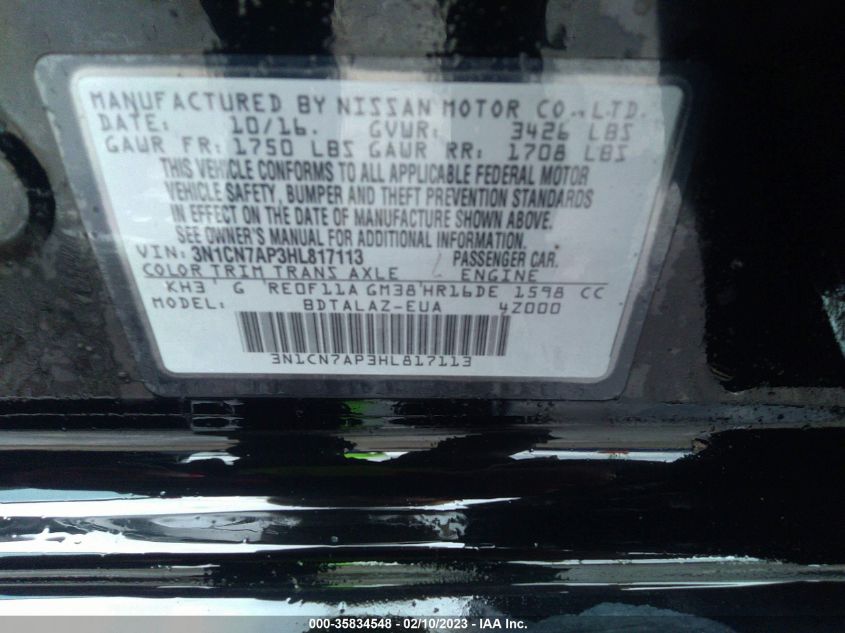 MANUFACTURED BY NISSAN MOTOR CO., LTD.
DATE: 10/16. GVWR: 3426 LBS
GAWR FR: 1750 LBS GAWR RR: 1708 LBS
THIS VEHICLE CONFORMS TO ALL APPLICABLE FEDERAL MOTOR
VEHICLE SAFETY, BUMPER AND THEFT PREVENTION STANDARDS
IN EFFECT ON THE DATE OF MANUFACTURE SHOWN ABOVE.
SEE OWNER'S MANUAL FOR ADDITIONAL INFORMATION.
VIN: 3N1CN7AP3HL817113 PASSENGER CAR.
COLOR TRIM TRANS AXLE ENGINE
KH3 G RE0F11A GM38 HR16DE 1598 CC
MODEL: BDTALAZ-EUA 4Z000
3N1CN7AP3HL817113
000-35834548 - 02/10/2023 - IAA Inc.